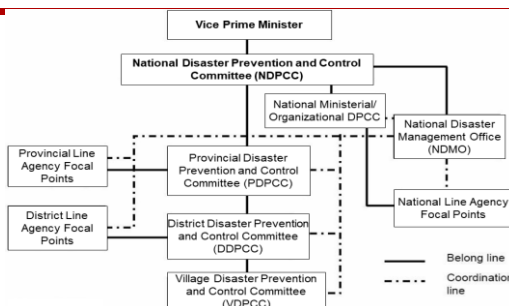 Vice Prime Minister
National Disaster Prevention and Control
Committee (NDPCC)
National Ministerial/
Organizational DPCC
National Disaster
Management Office
(NDMO)
Provincial Line
Agency Focal
Points
Provincial Disaster
Prevention and Control
Committee (PDPCC)
National Line Agency
Focal Points
District Line
Agency Focal
Points
District Disaster Prevention
and Control Committee
(DDPCC)
Village Disaster Prevention
and Control Committee
(VDPCC)
Belong line
Coordination
line